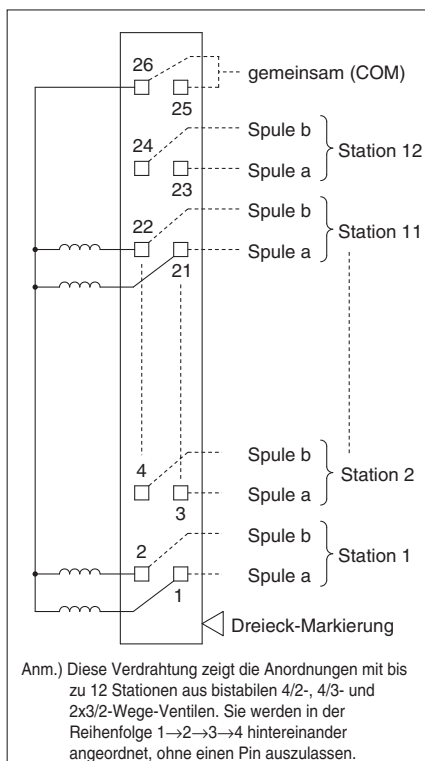 26
gemeinsam (COM)
25
Spule b
24
Station 12
Spule a
23
Spule b
22
Station 11
Spule a
21
Spule b
4
Station 2
Spule a
3
Spule b
2
Station 1
Spule a
1
Dreieck-Markierung
Anm.) Diese Verdrahtung zeigt die Anordnungen mit bis
zu 12 Stationen aus bistabilen 4/2-, 4/3- und
2x3/2-Wege-Ventilen. Sie werden in der
Reihenfolge 1→2→3→4 hintereinander
angeordnet, ohne einen Pin auszulassen.